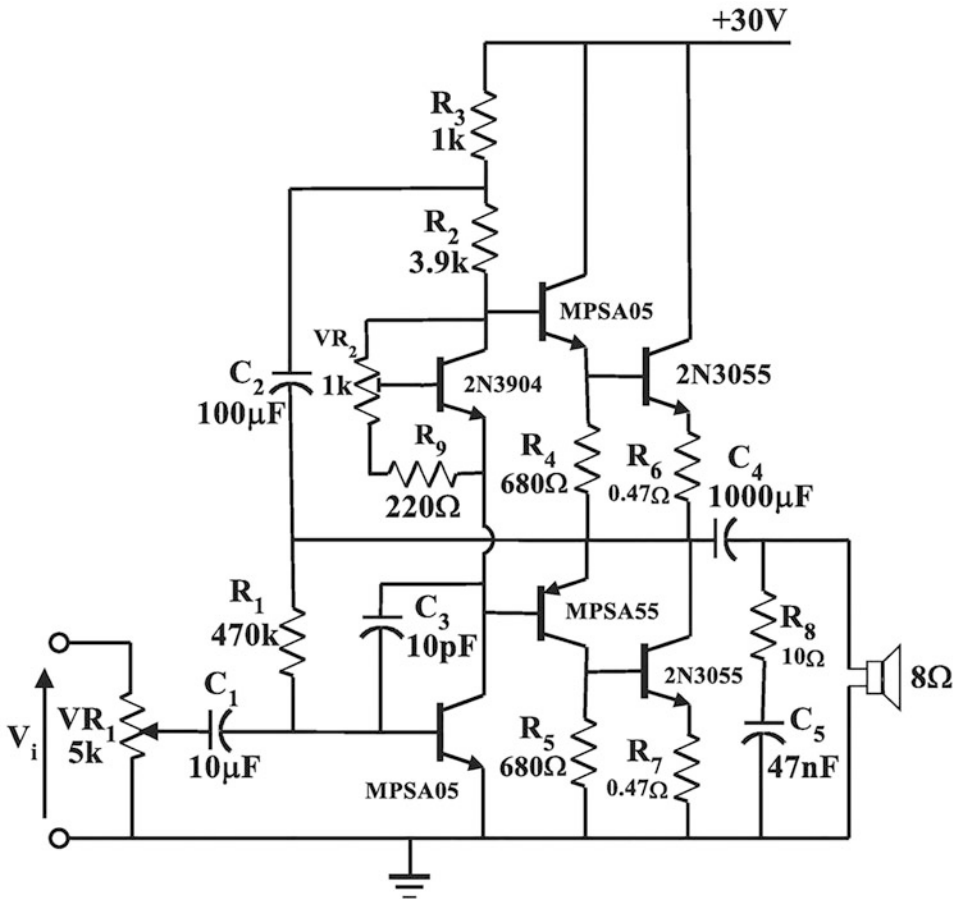 +30V
R3
1k
R2
3.9k
MPSA05
VR2
1k
2N3904
2N3055
C2
100μF
R9
220Ω
R4
680Ω
R6
0.47Ω
C4
1000μF
R1
470k
C3
10pF
MPSA55
R8
10Ω
8Ω
2N3055
C1
10μF
Vi
VR1
5k
MPSA05
R5
680Ω
R7
0.47Ω
C5
47nF